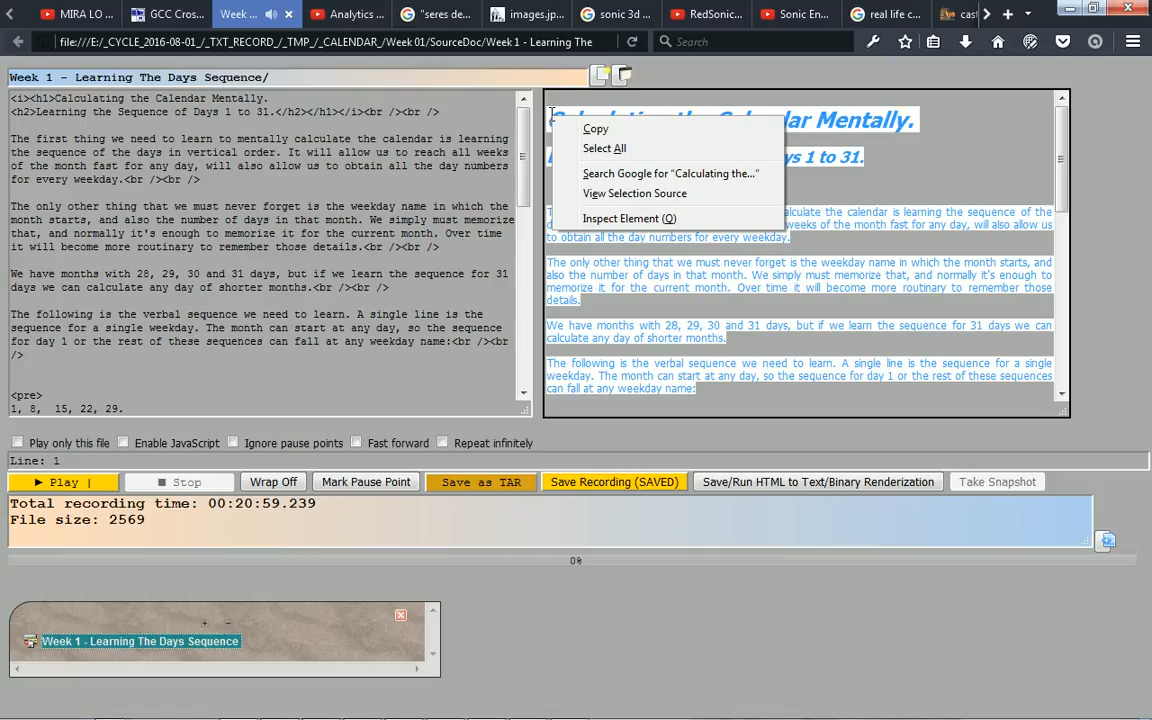 MIRA LO ...
GCC Cros...
Week ...
Analytics ...
"seres de...
images.jp...
sonic 3d ...
RedSonic...
Sonic En...
real life c...
cast
file:///E:/_CYCLE_2016-08-01_/_TXT_RECORD_/_TMP_/_CALENDAR_/Week 01/SourceDoc/Week 1 - Learning The
Search
Week 1 - Learning The Days Sequence/
<i><h1>Calculating the Calendar Mentally.
<h2>Learning the Sequence of Days 1 to 31.</h2></h1></i><br /><br />
The first thing we need to learn to mentally calculate the calendar is learning
the sequence of the days in vertical order. It will allow us to reach all weeks
of the month fast for any day, will also allow us to obtain all the day numbers
for every weekday.<br /><br />
The only other thing that we must never forget is the weekday name in which the
month starts, and also the number of days in that month. We simply must memorize
that, and normally it's enough to memorize it for the current month. Over time
it will become more routinary to remember those details.<br /><br />
We have months with 28, 29, 30 and 31 days, but if we learn the sequence for 31
days we can calculate any day of shorter months.<br /><br />
The following is the verbal sequence we need to learn. A single line is the
sequence for a single weekday. The month can start at any day, so the sequence
for day 1 or the rest of these sequences can fall at any weekday name:<br /><br
/>
<pre>
1, 8,  15, 22, 29.
dar Mentally.
ys 1 to 31.
alculate the calendar is learning the sequence of the
weeks of the month fast for any day, will also allow us
to obtain all the day numbers for every weekday.
The only other thing that we must never forget is the weekday name in which the month starts, and
also the number of days in that month. We simply must memorize that, and normally it's enough to
memorize it for the current month. Over time it will become more routinary to remember those
details.
We have months with 28, 29, 30 and 31 days, but if we learn the sequence for 31 days we can
calculate any day of shorter months.
The following is the verbal sequence we need to learn. A single line is the sequence for a single
weekday. The month can start at any day, so the sequence for day 1 or the rest of these sequences
can fall at any weekday name:
Copy
Select All
Search Google for "Calculating the..."
View Selection Source
Inspect Element (Q)
Play only this file
Enable JavaScript
Ignore pause points
Fast forward
Repeat infinitely
Line: 1
Play |
Stop
Wrap Off
Mark Pause Point
Save as TAR
Save Recording (SAVED)
Save/Run HTML to Text/Binary Renderization
Take Snapshot
Total recording time: 00:20:59.239
File size: 2569
0%
+ −
Week 1 - Learning The Days Sequence